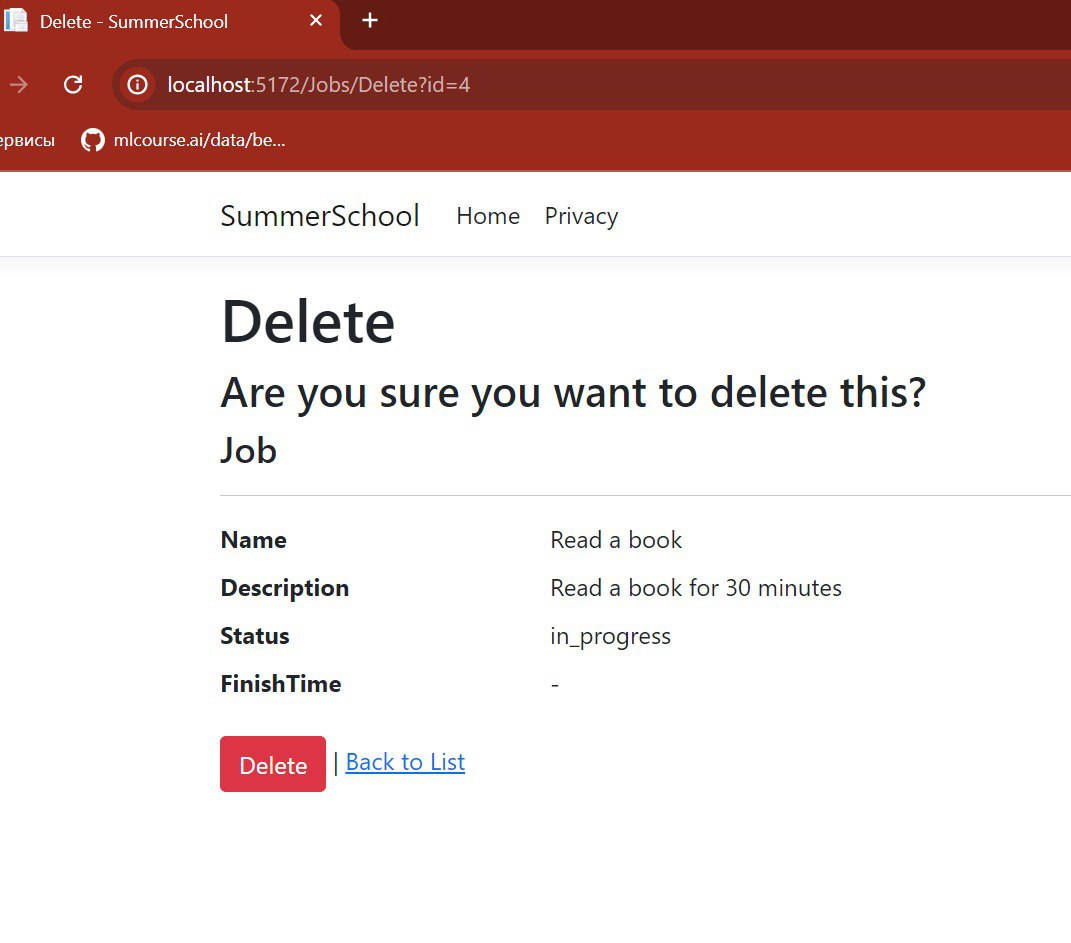 Delete - SummerSchool
localhost:5172/Jobs/Delete?id=4
ервисы mlcourse.ai/data/be...
SummerSchool Home Privacy
Delete
Are you sure you want to delete this?
Job
Name Read a book
Description Read a book for 30 minutes
Status in_progress
FinishTime -
Delete | Back to List